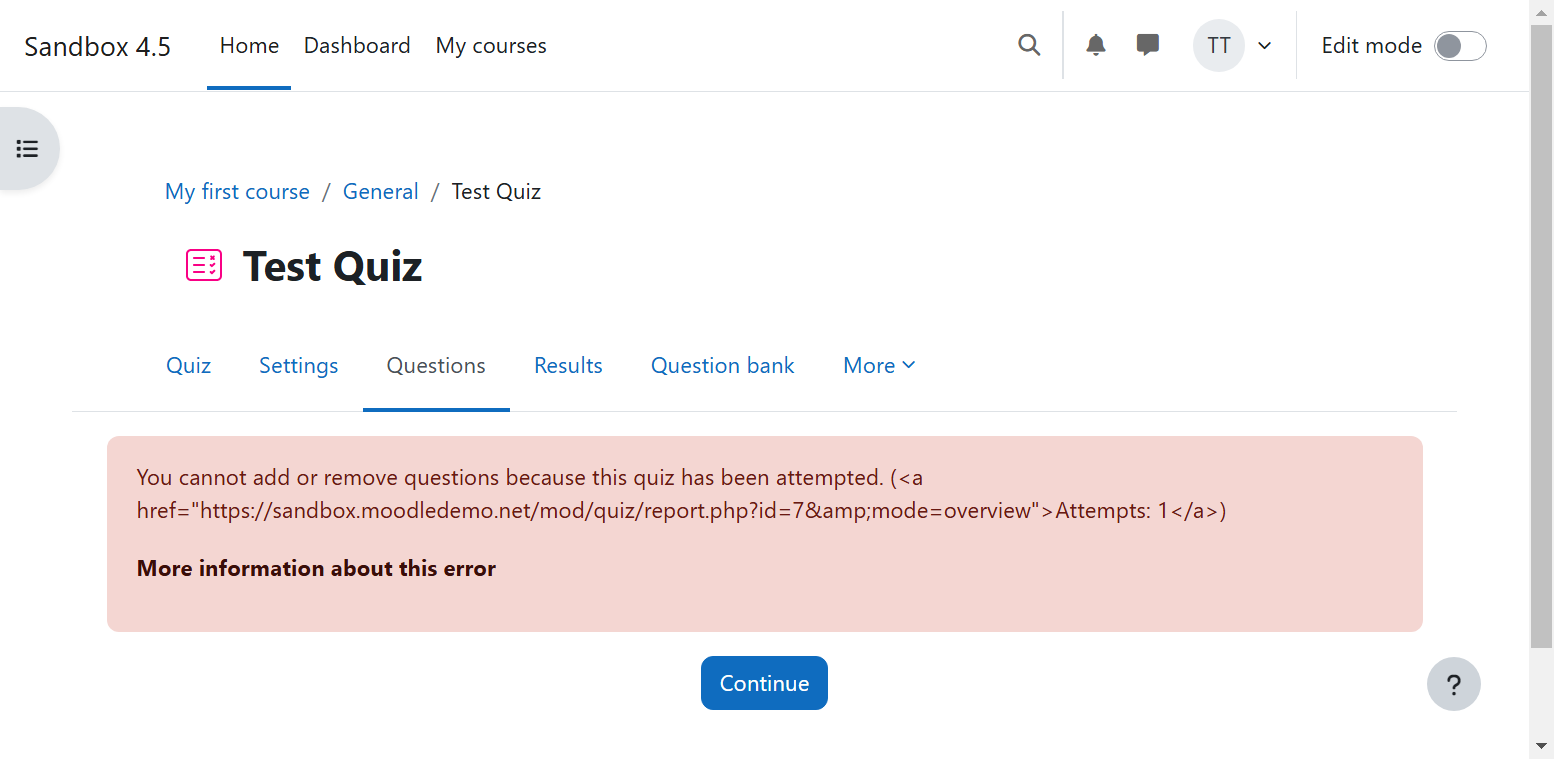 Sandbox 4.5 Home Dashboard My courses TT Edit mode
My first course / General / Test Quiz
Test Quiz
Quiz Settings Questions Results Question bank More
You cannot add or remove questions because this quiz has been attempted. (<a
href="https://sandbox.moodledemo.net/mod/quiz/report.php?id=7&amp;mode=overview">Attempts: 1</a>)
More information about this error
Continue
?